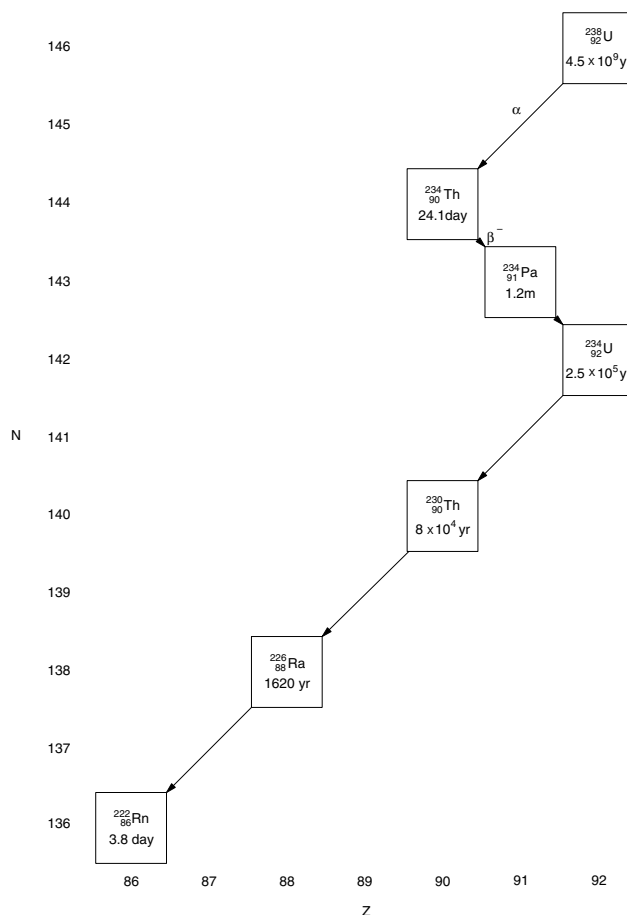 146
²³⁸₉₂U
4.5 × 10⁹y
145
α
144
²³⁴₉₀Th
24.1day
β⁻
143
²³⁴₉₁Pa
1.2m
142
²³⁴₉₂U
2.5 × 10⁵y
N
141
140
²³⁰₉₀Th
8 × 10⁴ yr
139
138
²²⁶₈₈Ra
1620 yr
137
136
²²²₈₆Rn
3.8 day
86 87 88 89 90 91 92
Z